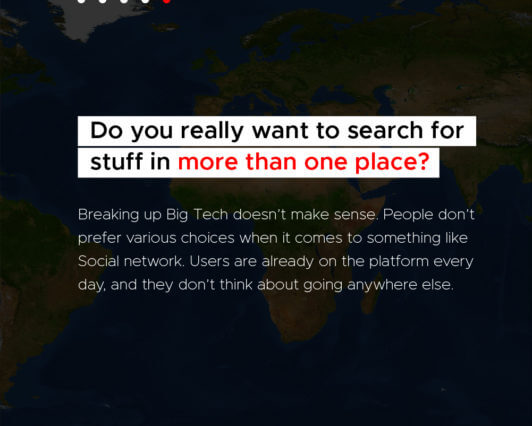 Do you really want to search for
stuff in more than one place?
Breaking up Big Tech doesn't make sense. People don't
prefer various choices when it comes to something like
Social network. Users are already on the platform every
day, and they don't think about going anywhere else.